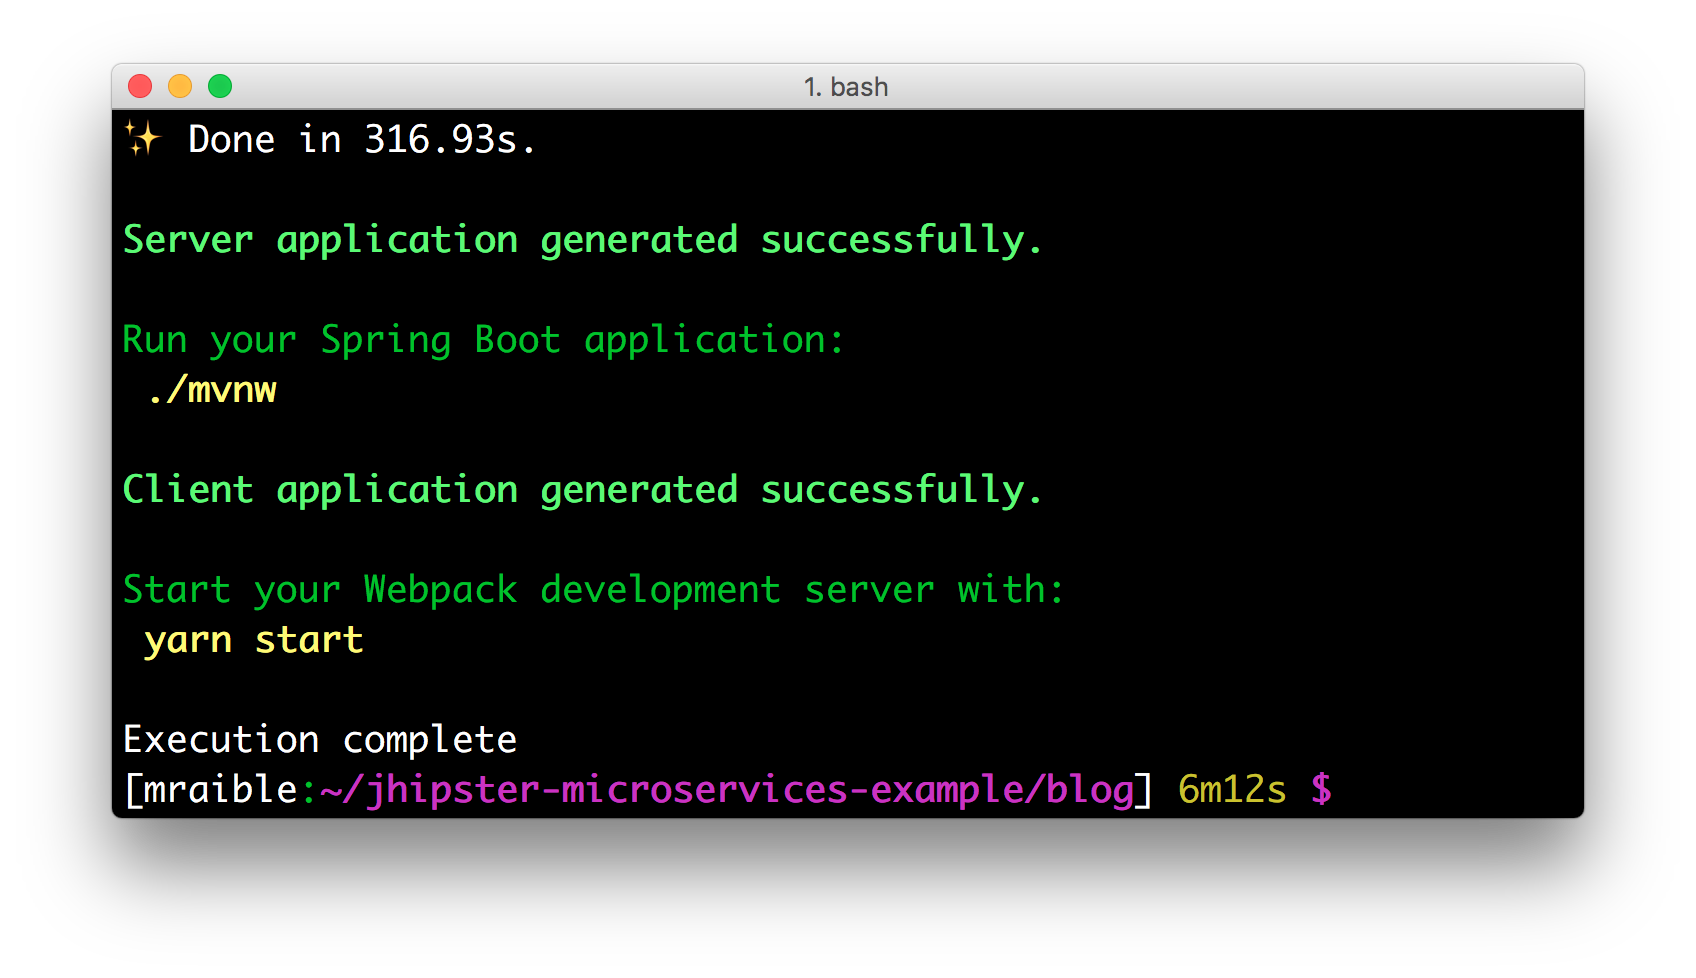 1. bash
✨ Done in 316.93s.
Server application generated successfully.
Run your Spring Boot application:
./mvnw
Client application generated successfully.
Start your Webpack development server with:
yarn start
Execution complete
[mraible:~/jhipster-microservices-example/blog] 6m12s $